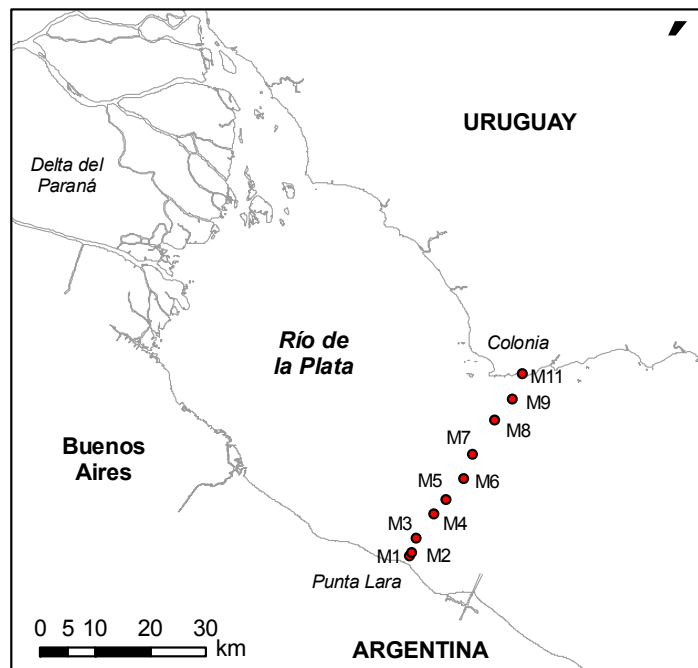 URUGUAY
Delta del
Paraná
Río de
la Plata
Colonia
M11
M9
M8
Buenos
Aires
M7
M6
M5
M4
M3
M2
M1
Punta Lara
0 5 10 20 30
km
ARGENTINA